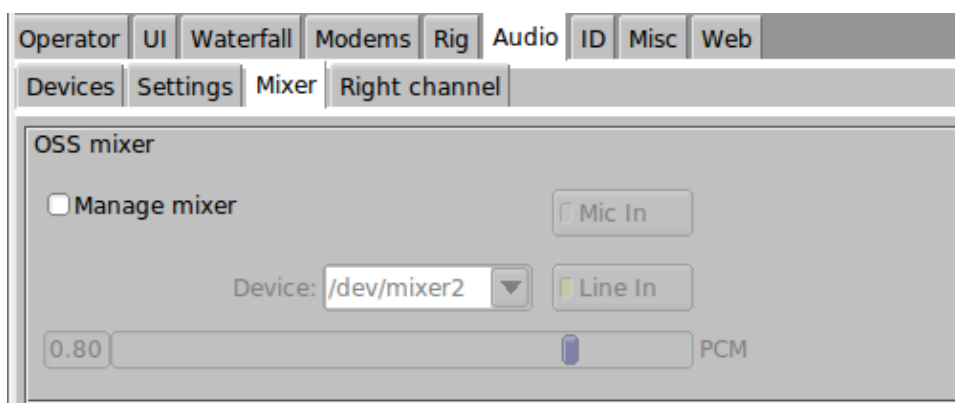 Operator UI Waterfall Modems Rig Audio ID Misc Web
Devices Settings Mixer Right channel
OSS mixer
Manage mixer Mic In
Device: /dev/mixer2 Line In
0.80 PCM